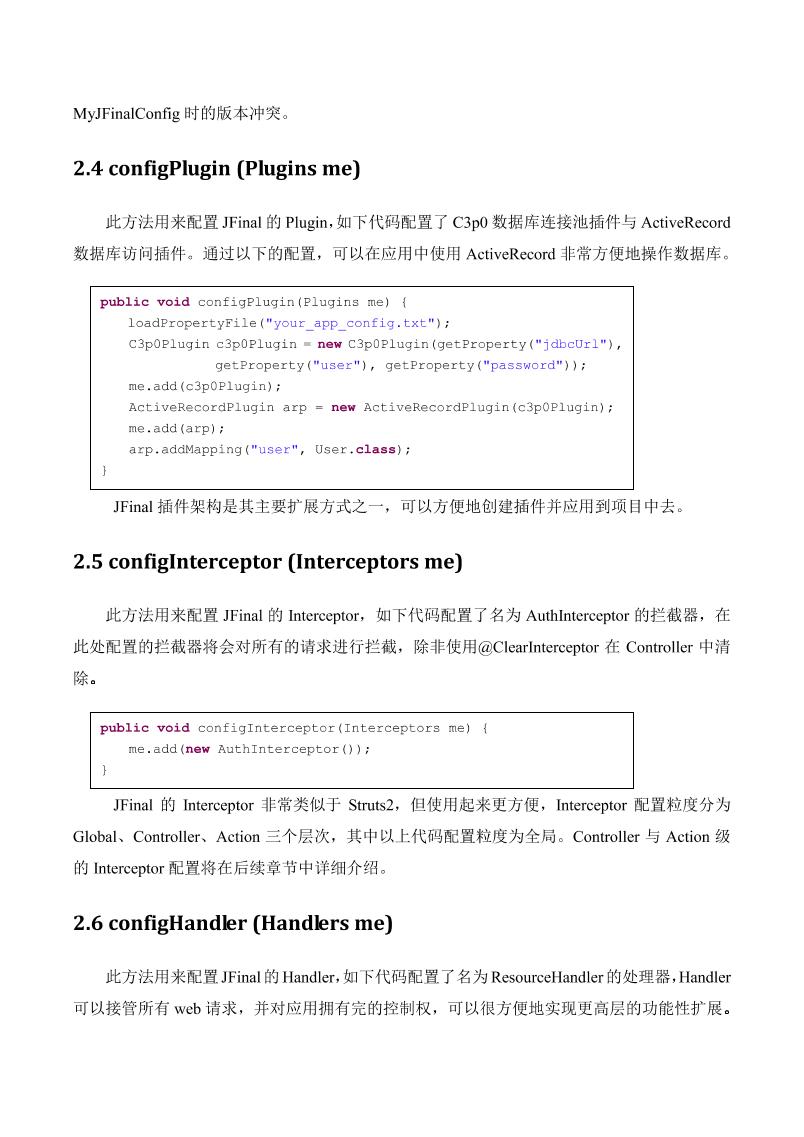 MyJFinalConfig 时的版本冲突。
2.4 configPlugin (Plugins me)
此方法用来配置 JFinal 的 Plugin,如下代码配置了 C3p0 数据库连接池插件与 ActiveRecord
数据库访问插件。通过以下的配置，可以在应用中使用 ActiveRecord 非常方便地操作数据库。
public void configPlugin(Plugins me) {
loadPropertyFile("your_app_config.txt");
C3p0Plugin c3p0Plugin = new C3p0Plugin(getProperty("jdbcUrl"),
getProperty("user"), getProperty("password"));
me.add(c3p0Plugin);
ActiveRecordPlugin arp = new ActiveRecordPlugin(c3p0Plugin);
me.add(arp);
arp.addMapping("user", User.class);
}
JFinal 插件架构是其主要扩展方式之一，可以方便地创建插件并应用到项目中去。
2.5 configInterceptor (Interceptors me)
此方法用来配置 JFinal 的 Interceptor，如下代码配置了名为 AuthInterceptor 的拦截器，在
此处配置的拦截器将会对所有的请求进行拦截，除非使用@ClearInterceptor 在 Controller 中清
除。
public void configInterceptor(Interceptors me) {
me.add(new AuthInterceptor());
}
JFinal 的 Interceptor 非常类似于 Struts2，但使用起来更方便，Interceptor 配置粒度分为
Global、Controller、Action 三个层次，其中以上代码配置粒度为全局。Controller 与 Action 级
的 Interceptor 配置将在后续章节中详细介绍。
2.6 configHandler (Handlers me)
此方法用来配置 JFinal 的 Handler,如下代码配置了名为 ResourceHandler 的处理器,Handler
可以接管所有 web 请求，并对应用拥有完的控制权，可以很方便地实现更高层的功能性扩展。